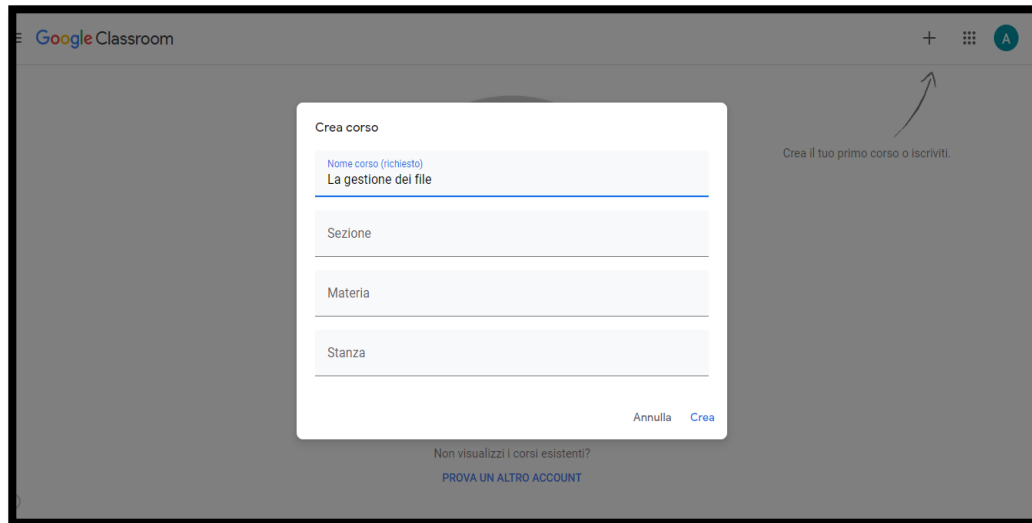 Google Classroom
A
Crea il tuo primo corso o iscriviti.
Crea corso
Nome corso (richiesto)
La gestione dei file
Sezione
Materia
Stanza
Annulla Crea
Non visualizzi i corsi esistenti?
PROVA UN ALTRO ACCOUNT